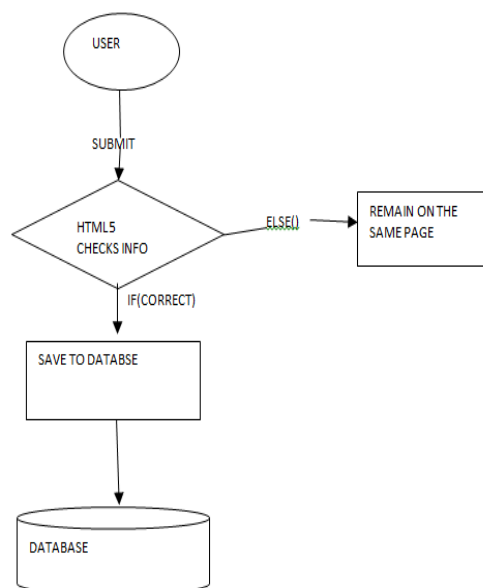 USER
SUBMIT
HTML5
CHECKS INFO
ELSE()
REMAIN ON THE
SAME PAGE
IF(CORRECT)
SAVE TO DATABSE
DATABASE